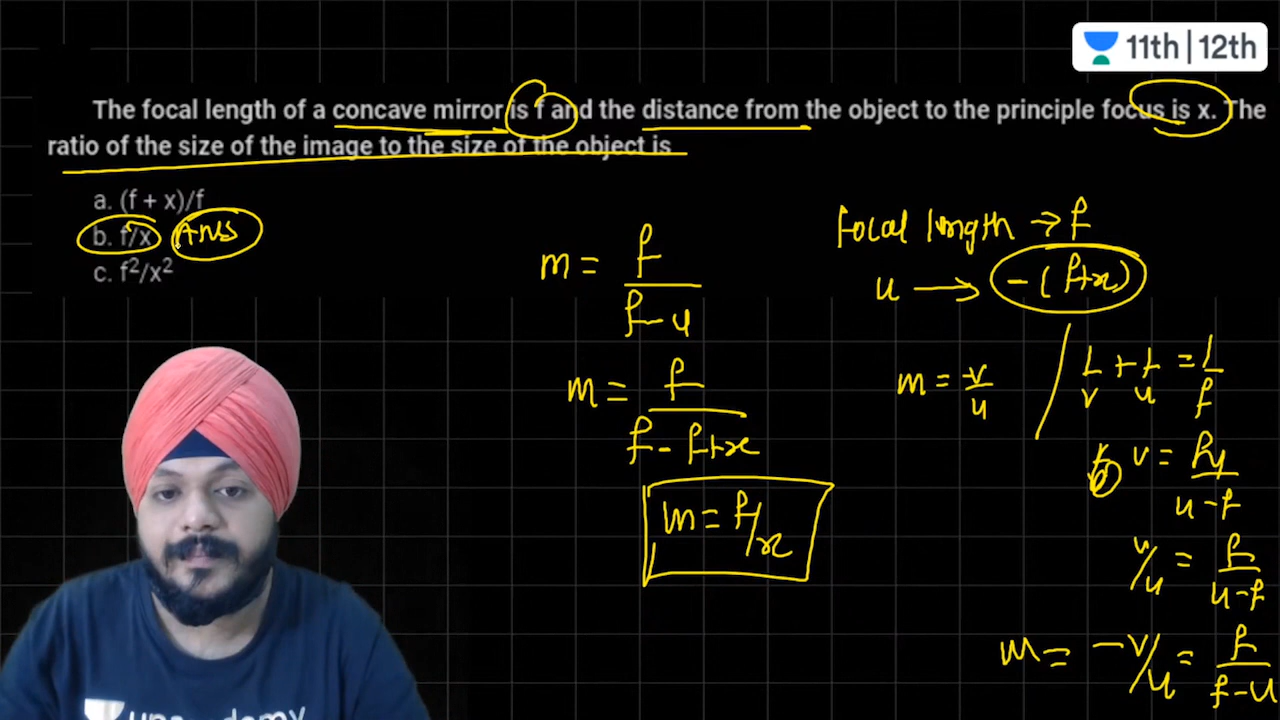 11th | 12th
The focal length of a concave mirror is f and the distance from the object to the principle focus is x. The
ratio of the size of the image to the size of the object is
a. (f + x)/f
b. f/x Ans
c. f²/x²
Focal length → f
u → -(f+x)
m = f/(f-u)
m = f/(f-f+x)
m = f/x
m = -v/u
1/v + 1/u = 1/f
v = fu/(u-f)
v/u = f/(u-f)
m = -v/u = f/(f-u)